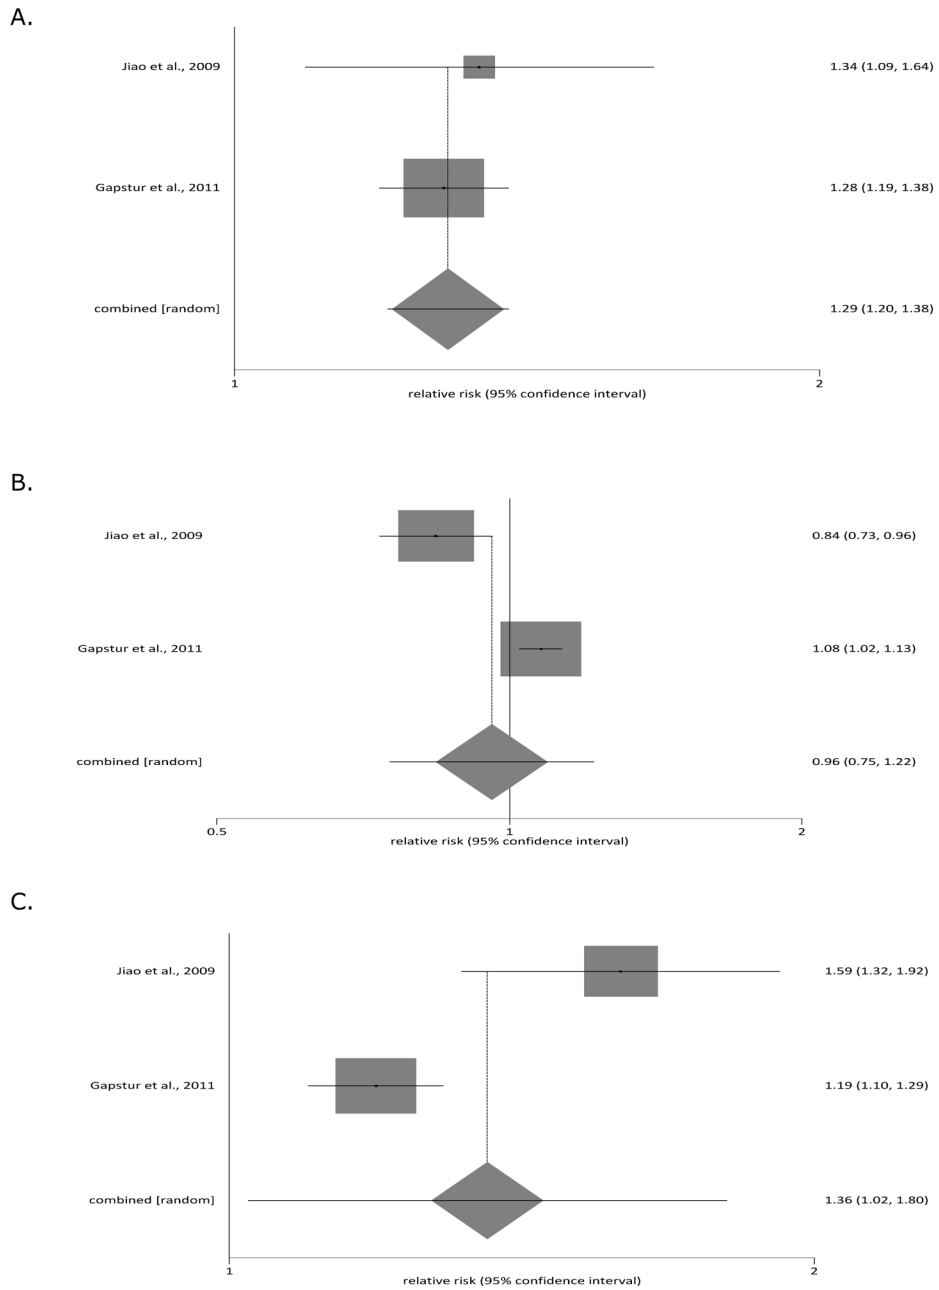 A.
Jiao et al., 2009 1.34 (1.09, 1.64)
Gapstur et al., 2011 1.28 (1.19, 1.38)
combined [random] 1.29 (1.20, 1.38)
1 2
relative risk (95% confidence interval)
B.
Jiao et al., 2009 0.84 (0.73, 0.96)
Gapstur et al., 2011 1.08 (1.02, 1.13)
combined [random] 0.96 (0.75, 1.22)
0.5 1 2
relative risk (95% confidence interval)
C.
Jiao et al., 2009 1.59 (1.32, 1.92)
Gapstur et al., 2011 1.19 (1.10, 1.29)
combined [random] 1.36 (1.02, 1.80)
1 2
relative risk (95% confidence interval)